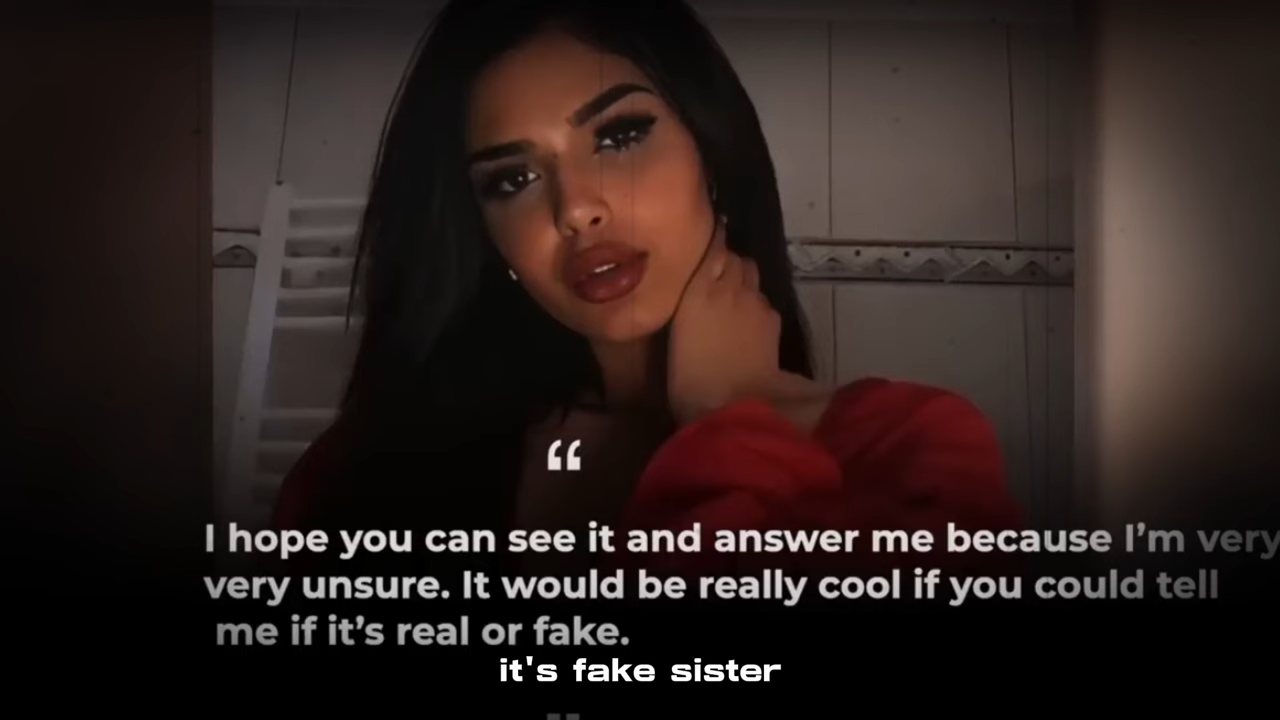 “
I hope you can see it and answer me because I’m very
very unsure. It would be really cool if you could tell
me if it’s real or fake.
it's fake sister